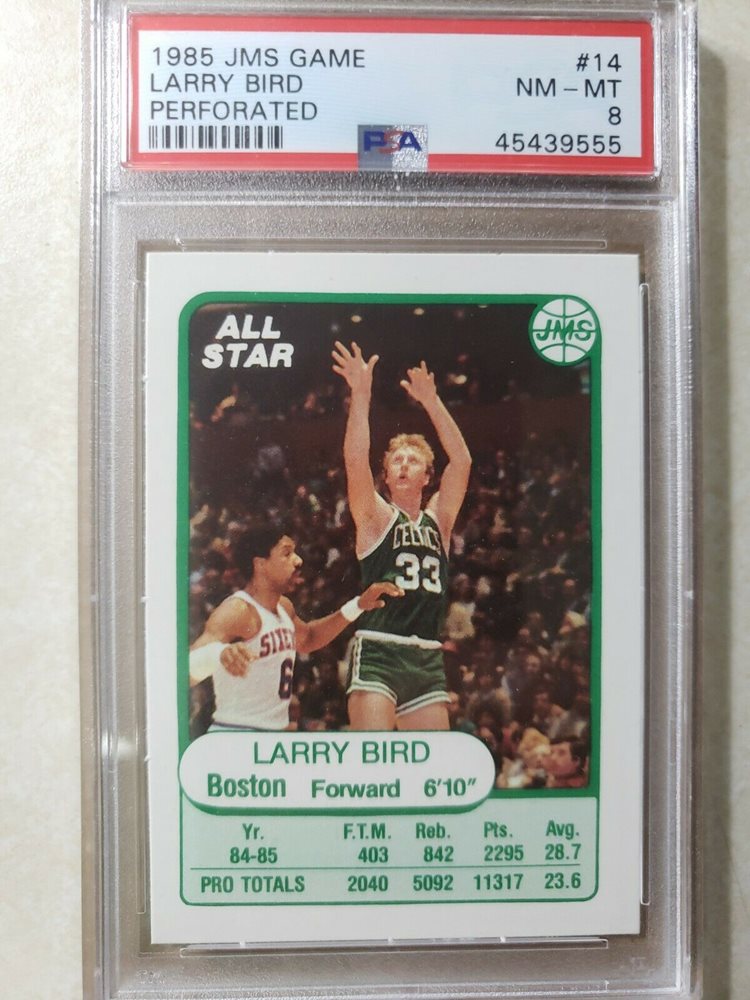 1985 JMS GAME #14
LARRY BIRD NM - MT
PERFORATED 8
PSA 45439555
ALL
STAR
JMS
CELTICS
33
SIXE
6
LARRY BIRD
Boston Forward 6'10"
Yr. F.T.M. Reb. Pts. Avg.
84-85 403 842 2295 28.7
PRO TOTALS 2040 5092 11317 23.6